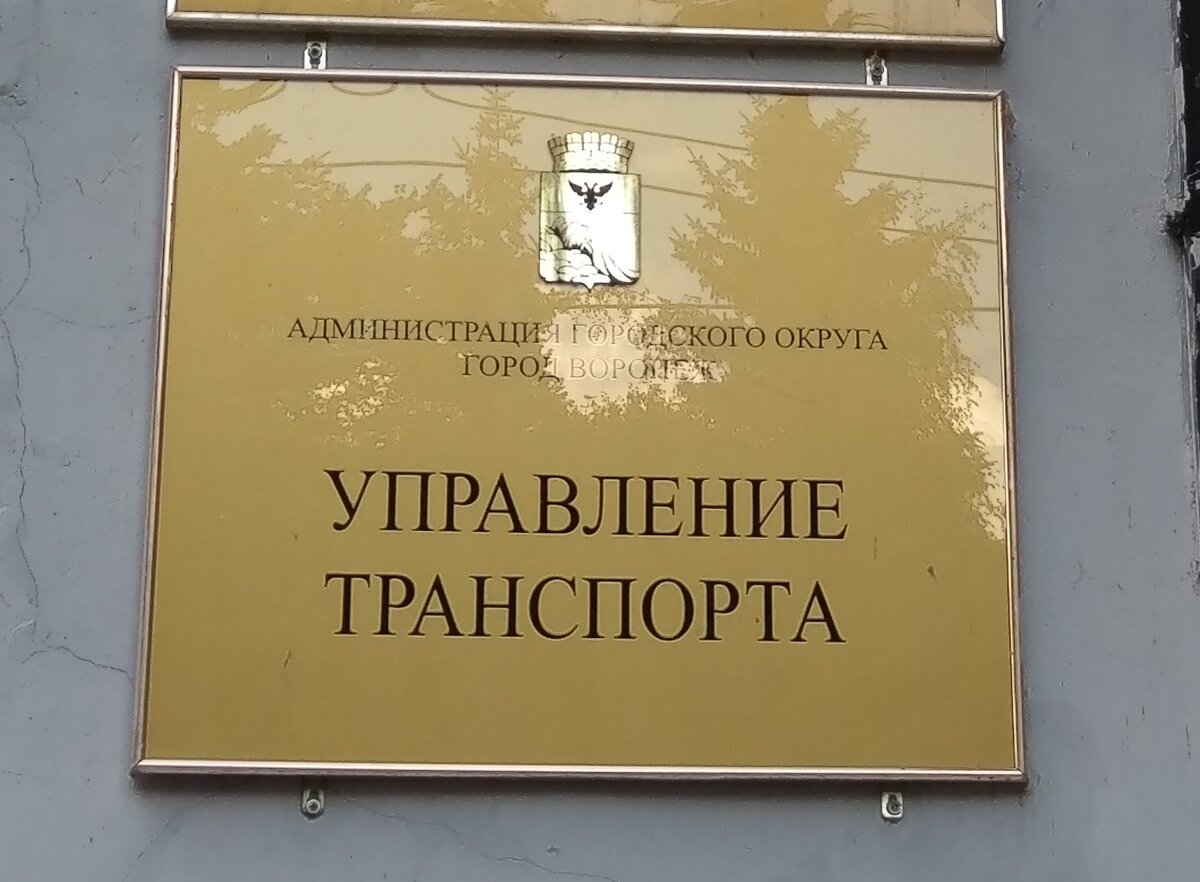 АДМИНИСТРАЦИЯ ГОРОДСКОГО ОКРУГА
ГОРОД ВОРОНЕЖ
УПРАВЛЕНИЕ
ТРАНСПОРТА